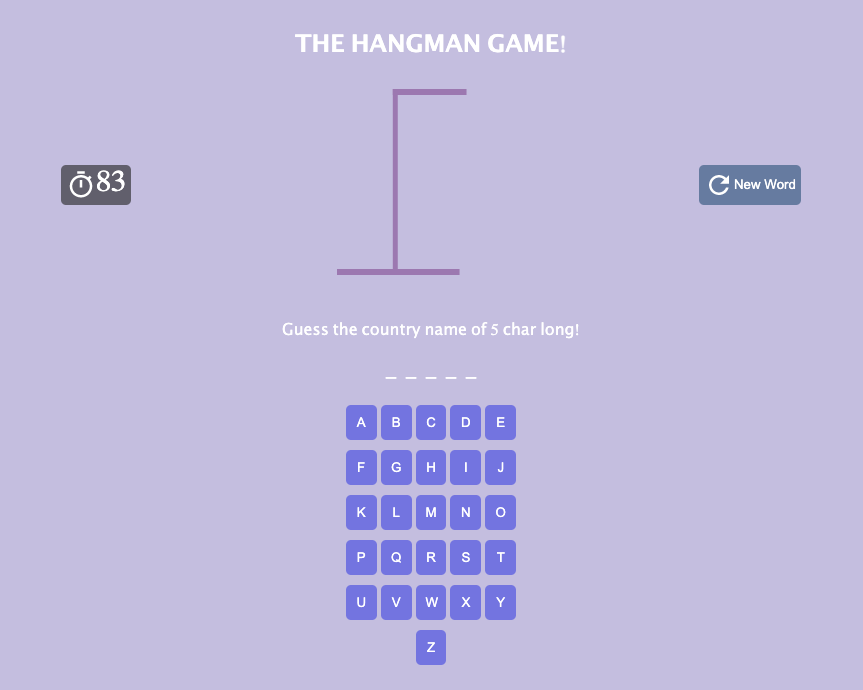 THE HANGMAN GAME!
83
New Word
Guess the country name of 5 char long!
_ _ _ _ _
A B C D E
F G H I J
K L M N O
P Q R S T
U V W X Y
Z